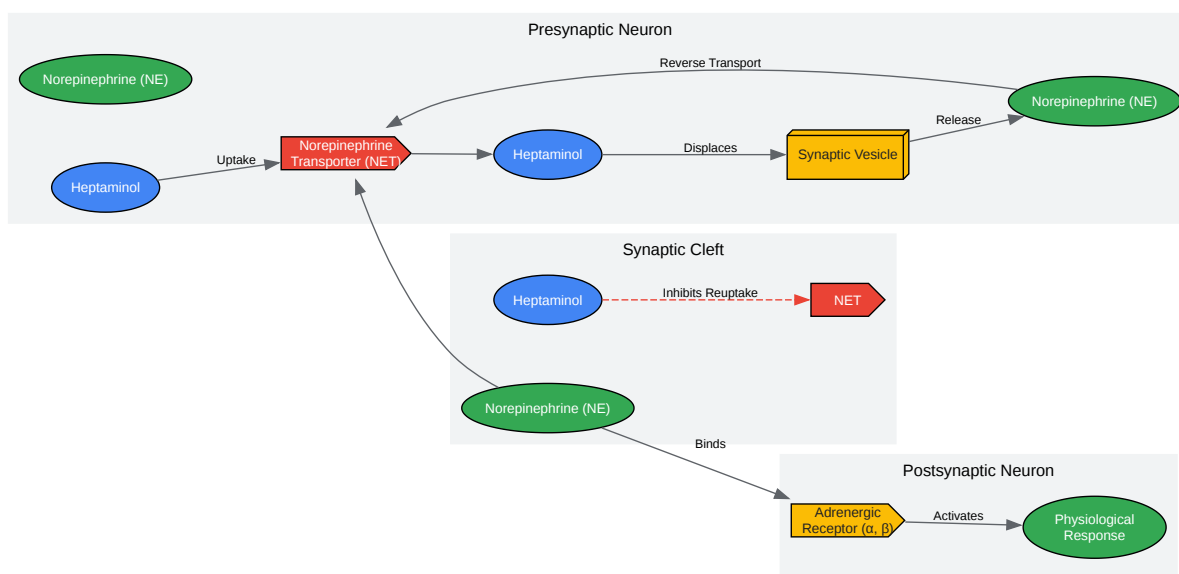 Presynaptic Neuron
Norepinephrine (NE)
Reverse Transport
Norepinephrine (NE)
Release
Norepinephrine
Transporter (NET)
Heptaminol
Displaces
Synaptic Vesicle
Uptake
Heptaminol
Synaptic Cleft
Heptaminol
Inhibits Reuptake
NET
Norepinephrine (NE)
Binds
Postsynaptic Neuron
Adrenergic
Receptor (α, β)
Activates
Physiological
Response